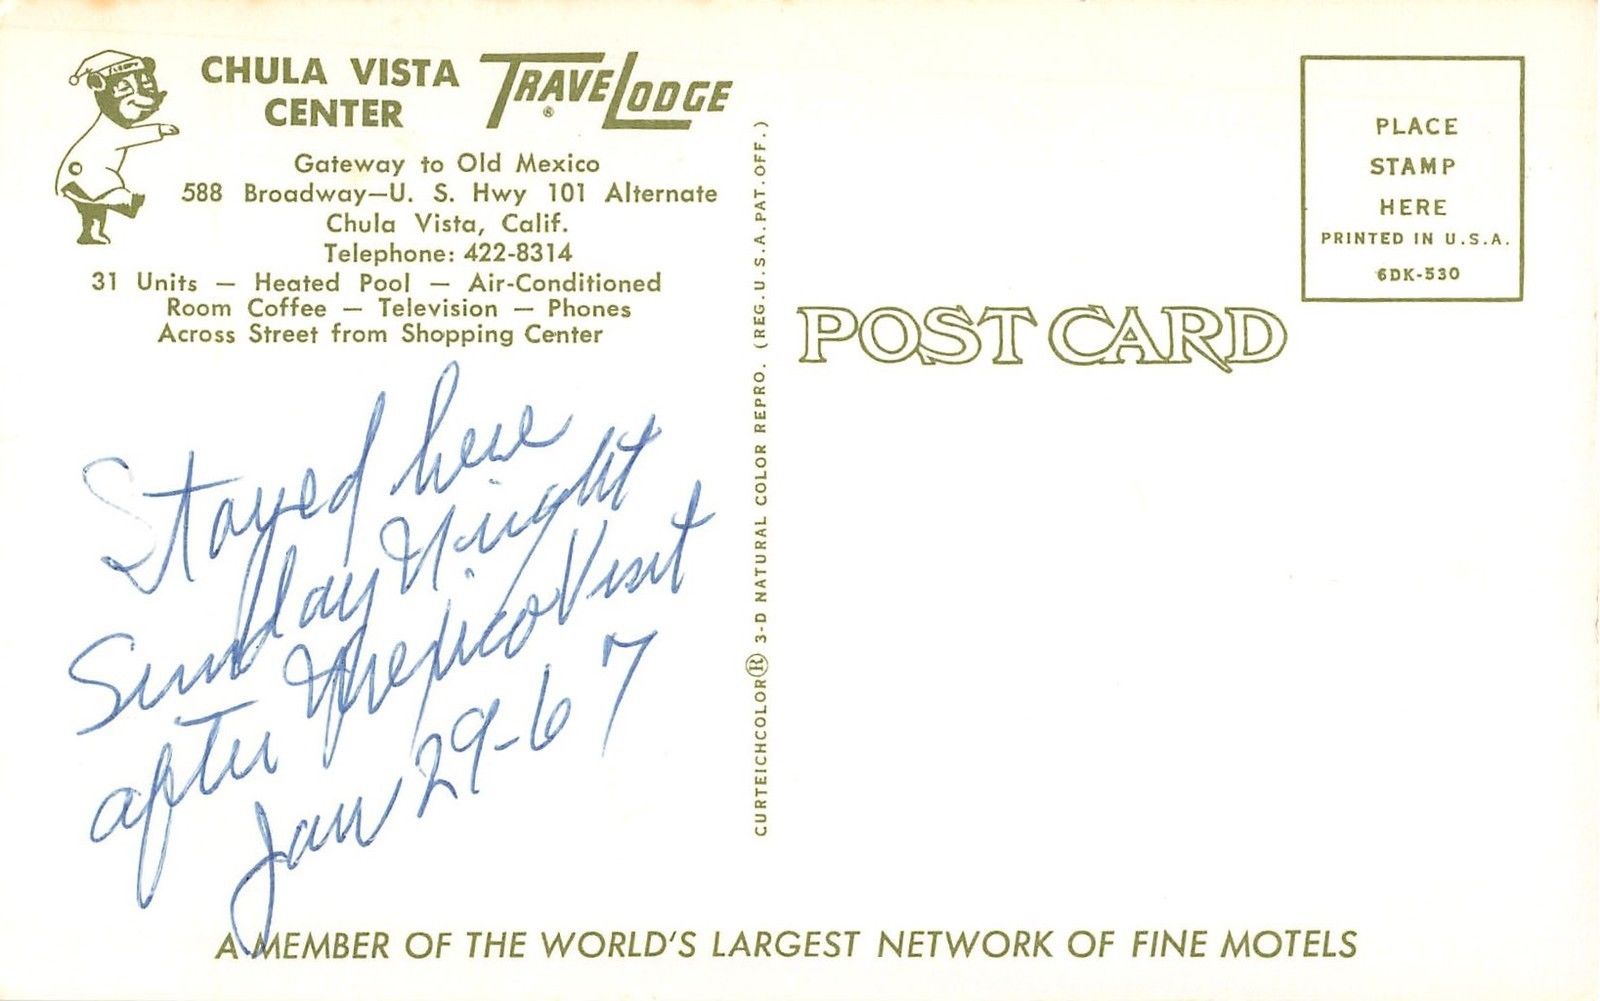 SLEEPY
CHULA VISTA
CENTER
TRAVELODGE
®
Gateway to Old Mexico
588 Broadway—U. S. Hwy 101 Alternate
Chula Vista, Calif.
Telephone: 422-8314
31 Units — Heated Pool — Air-Conditioned
Room Coffee — Television — Phones
Across Street from Shopping Center
Stayed here
Sunday Night
after Mexico Visit
Jan 29-67
CURTEICHCOLOR® 3-D NATURAL COLOR REPRO. (REG.U.S.A.PAT.OFF.)
POST CARD
PLACE
STAMP
HERE
PRINTED IN U.S.A.
6DK-530
A MEMBER OF THE WORLD'S LARGEST NETWORK OF FINE MOTELS